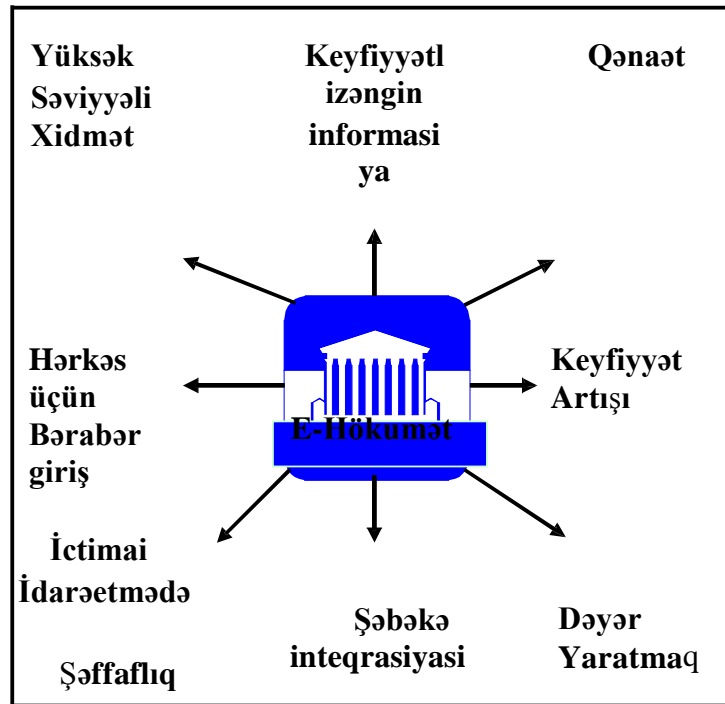 Yüksək
Səviyyəli
Xidmət
Keyfiyyətl
izəngin
informasi
ya
Qənaət
Hərkəs
üçün
Bərabər
giriş
E-Hökumət
Keyfiyyət
Artışı
İctimai
İdarəetmədə
Şəffaflıq
Şəbəkə
inteqrasiyasi
Dəyər
Yaratmaq